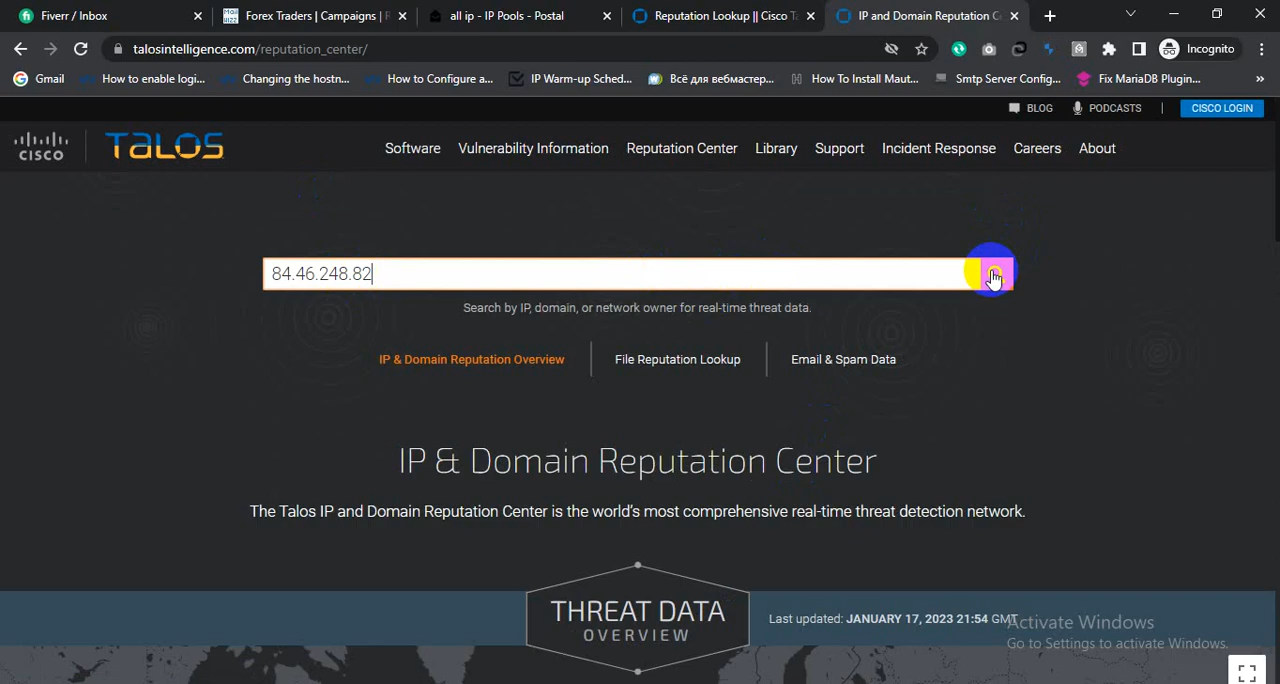 Fiverr / Inbox
Forex Traders | Campaigns | R
all ip - IP Pools - Postal
Reputation Lookup || Cisco Ta
IP and Domain Reputation C
talosintelligence.com/reputation_center/
Incognito
Gmail
How to enable logi...
Changing the hostn...
How to Configure a...
IP Warm-up Sched...
Всё для вебмастер...
How To Install Maut...
Smtp Server Config...
Fix MariaDB Plugin...
BLOG
PODCASTS
CISCO LOGIN
CISCO
TALOS
Software
Vulnerability Information
Reputation Center
Library
Support
Incident Response
Careers
About
84.46.248.82
Search by IP, domain, or network owner for real-time threat data.
IP & Domain Reputation Overview
File Reputation Lookup
Email & Spam Data
IP & Domain Reputation Center
The Talos IP and Domain Reputation Center is the world's most comprehensive real-time threat detection network.
THREAT DATA
OVERVIEW
Last updated: JANUARY 17, 2023 21:54 GMT
Activate Windows
Go to Settings to activate Windows.